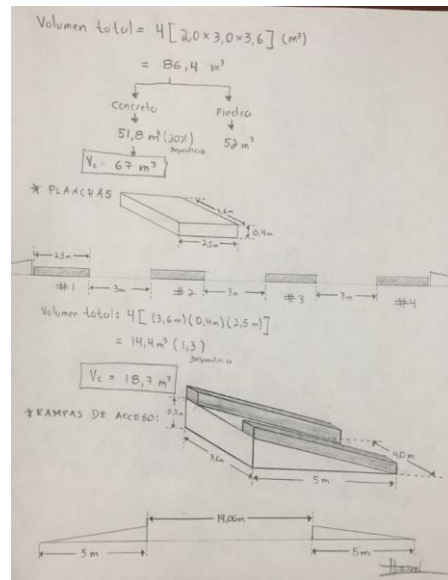 Volumen total = 4 [ 2,0 x 3,0 x 3,6 ] (m³)
= 86,4 m³
Concreto
Piedra
51,8 m³ (30%)
Desperdicio
52 m³
Vc = 67 m³
* PLANCHAS
3,6m
0,4m
2,5m
2,5m
#1
3m
#2
3m
#3
3m
#4
Volumen total: 4 [ (3,6m)(0,4m)(2,5m) ]
= 14,4 m³ (1,3)
Desperdicio
Vc = 18,7 m³
* RAMPAS DE ACCESO:
3,6m
5m
4,0m
19,00m
5m
5m